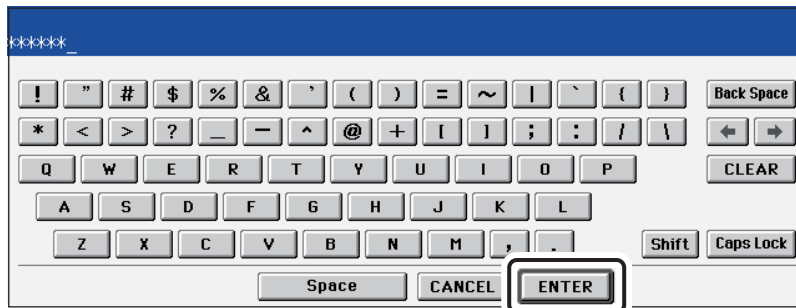 ******_
! " # $ % & ' ( ) = ~ | ` { } Back Space
* < > ? _ - ^ @ + [ ] ; : / \ ← →
Q W E R T Y U I O P CLEAR
A S D F G H J K L
Z X C V B N M , . Shift Caps Lock
Space CANCEL ENTER